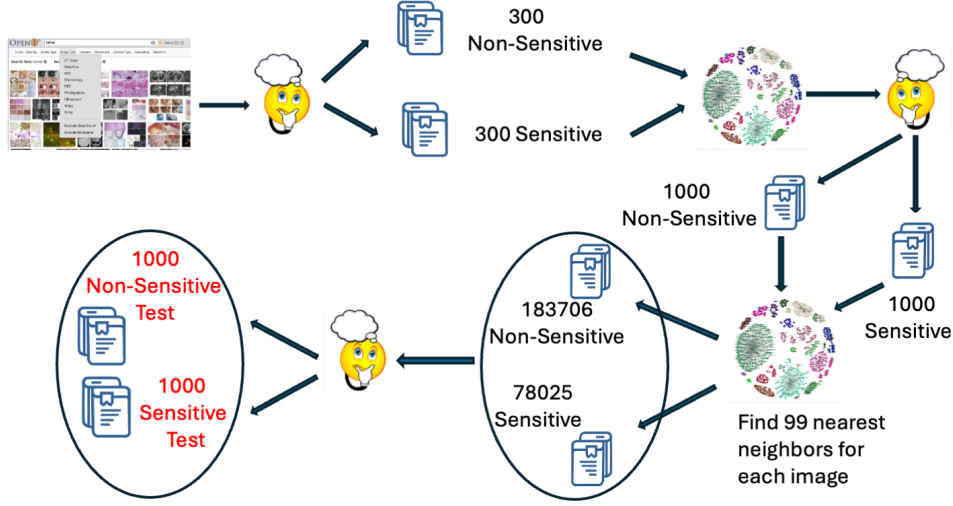 OPEN
300
Non-Sensitive
300 Sensitive
1000
Non-Sensitive
1000
Sensitive
1000
Non-Sensitive
Test
1000
Sensitive
Test
183706
Non-Sensitive
78025
Sensitive
Find 99 nearest
neighbors for
each image